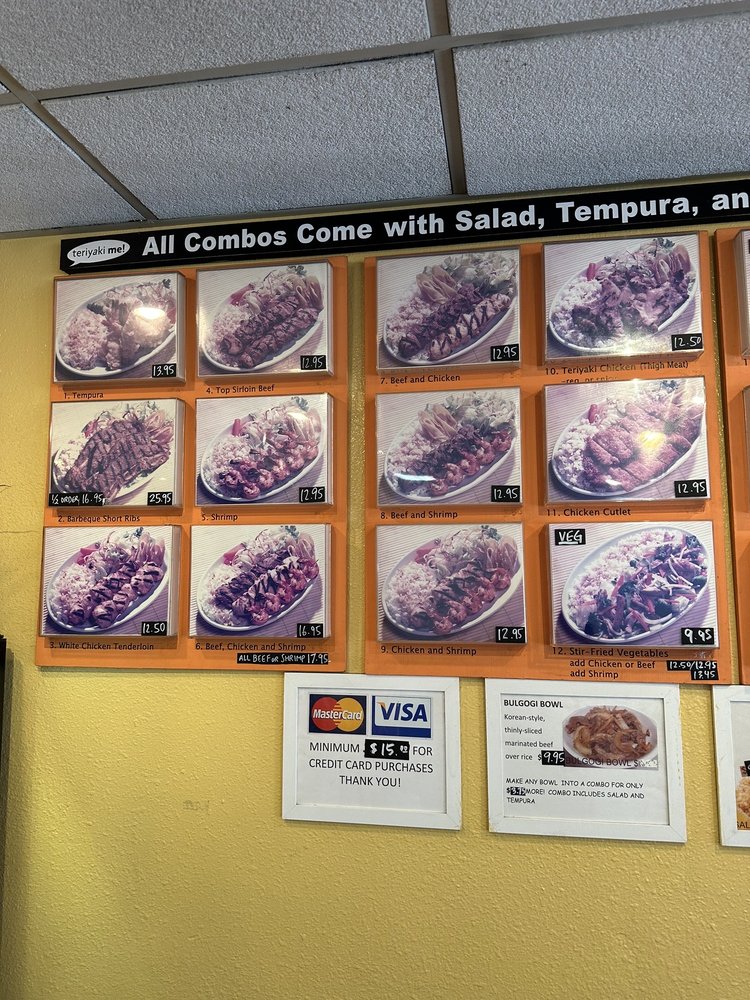 teriyaki me! All Combos Come with Salad, Tempura, an
13.95
1. Tempura
12.95
4. Top Sirloin Beef
12.95
7. Beef and Chicken
12.50
10. Teriyaki Chicken (Thigh Meat)
½ ORDER 16.95 25.95
2. Barbeque Short Ribs
12.95
5. Shrimp
12.95
8. Beef and Shrimp
12.95
11. Chicken Cutlet
12.50
3. White Chicken Tenderloin
16.95
6. Beef, Chicken and Shrimp
ALL BEEF OR SHRIMP 17.95
12.95
9. Chicken and Shrimp
VEG
9.95
12. Stir-Fried Vegetables
add Chicken or Beef 12.50/12.95
add Shrimp 13.45
MasterCard VISA
MINIMUM $15.00 FOR
CREDIT CARD PURCHASES
THANK YOU!
BULGOGI BOWL
Korean-style,
thinly-sliced
marinated beef
over rice $9.95 BULGOGI BOWL
MAKE ANY BOWL INTO A COMBO FOR ONLY
$3.75 MORE! COMBO INCLUDES SALAD AND
TEMPURA